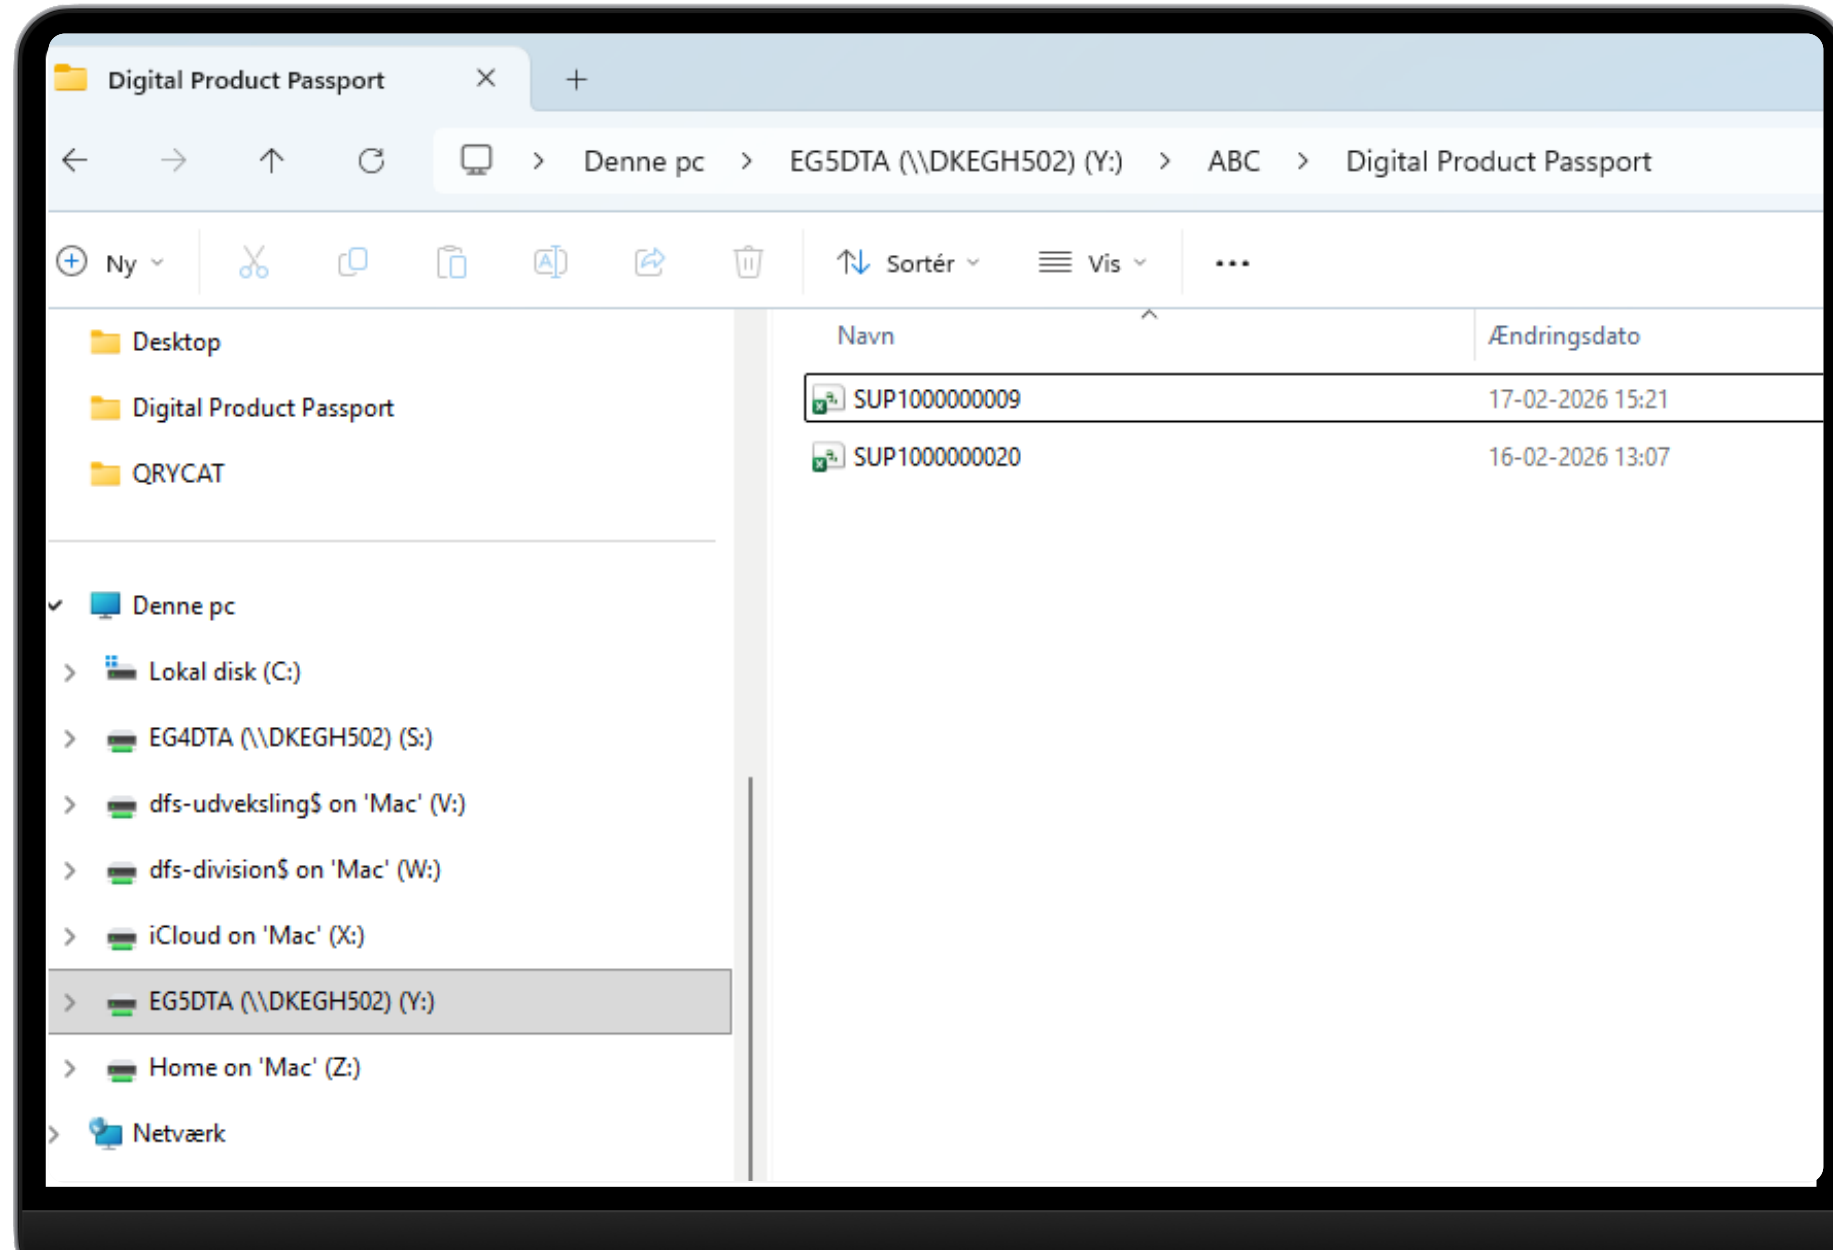 Digital Product Passport
Denne pc > EG5DTA (\\DKEGH502) (Y:) > ABC > Digital Product Passport
Ny
Sortér
Vis
Desktop
Digital Product Passport
QRYCAT
Denne pc
Lokal disk (C:)
EG4DTA (\\DKEGH502) (S:)
dfs-udveksling$ on 'Mac' (V:)
dfs-division$ on 'Mac' (W:)
iCloud on 'Mac' (X:)
EG5DTA (\\DKEGH502) (Y:)
Home on 'Mac' (Z:)
Netværk
Navn Ændringsdato
SUP1000000009 17-02-2026 15:21
SUP1000000020 16-02-2026 13:07